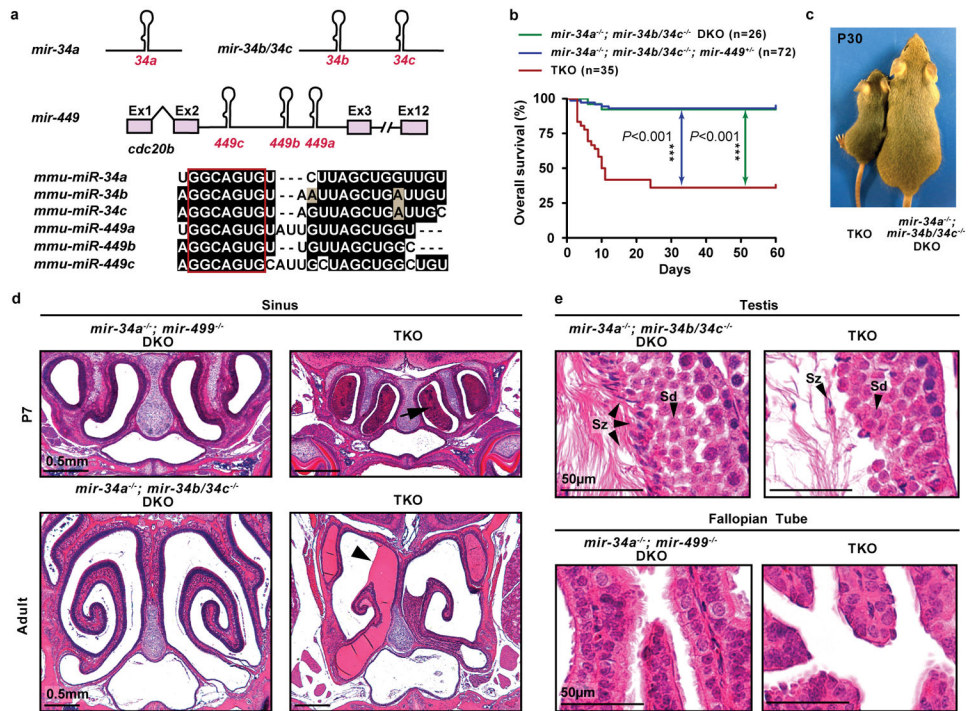 a
mir-34a
34a
mir-34b/34c
34b 34c
mir-449
Ex1 Ex2 Ex3 Ex12
cdc20b
449c 449b 449a
mmu-miR-34a UGGCAGUGU---CUUAGCUGGUUGU
mmu-miR-34b AGGCAGUGU--AAUUAGCUGAUUGU
mmu-miR-34c AGGCAGUGU--AGUUAGCUGAUUGC
mmu-miR-449a UGGCAGUGUAUUGUUAGCUGGU----
mmu-miR-449b AGGCAGUGU--UGUUAGCUGGC----
mmu-miR-449c AGGCAGUGCAUUGCUAGCUGGCUGU
b
mir-34a-/-; mir-34b/34c-/- DKO (n=26)
mir-34a-/-; mir-34b/34c-/-; mir-449+/- (n=72)
TKO (n=35)
Overall survival (%)
100
75
50
25
0
P<0.001 *** P<0.001 ***
0 10 20 30 40 50 60
Days
c
P30
TKO
mir-34a-/-;
mir-34b/34c-/-
DKO
d
Sinus
mir-34a-/-; mir-499-/-
DKO
TKO
P7
0.5mm
mir-34a-/-; mir-34b/34c-/-
DKO
TKO
Adult
0.5mm
e
Testis
mir-34a-/-; mir-34b/34c-/-
DKO
TKO
Sz
Sd
50µm
Sz
Sd
Fallopian Tube
mir-34a-/-; mir-499-/-
DKO
TKO
50µm